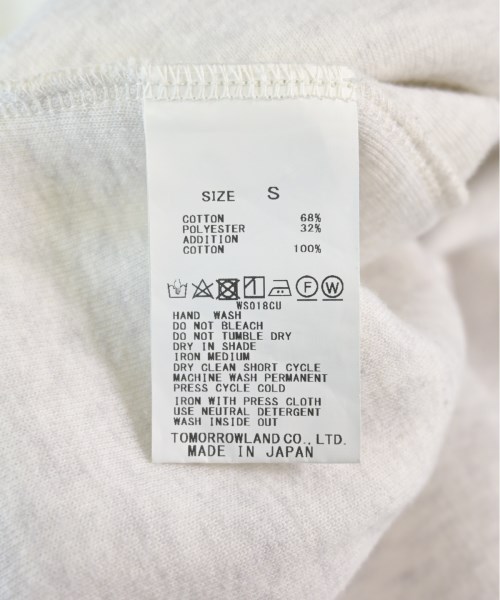 SIZE S
COTTON 68%
POLYESTER 32%
ADDITION
COTTON 100%
F W
WS018CU
HAND WASH
DO NOT BLEACH
DO NOT TUMBLE DRY
DRY IN SHADE
IRON MEDIUM
DRY CLEAN SHORT CYCLE
MACHINE WASH PERMANENT
PRESS CYCLE COLD
IRON WITH PRESS CLOTH
USE NEUTRAL DETERGENT
WASH INSIDE OUT
TOMORROWLAND CO., LTD.
MADE IN JAPAN